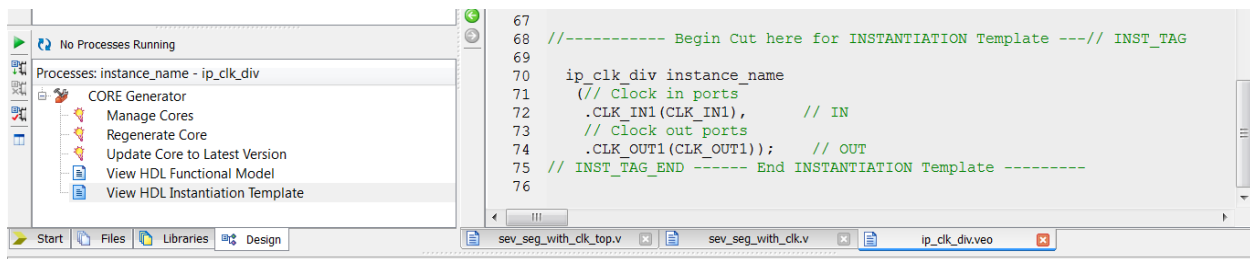 No Processes Running
Processes: instance_name - ip_clk_div
CORE Generator
Manage Cores
Regenerate Core
Update Core to Latest Version
View HDL Functional Model
View HDL Instantiation Template
Start
Files
Libraries
Design
67
68 //----------- Begin Cut here for INSTANTIATION Template ---// INST_TAG
69
70 ip_clk_div instance_name
71 (// Clock in ports
72 .CLK_IN1(CLK_IN1), // IN
73 // Clock out ports
74 .CLK_OUT1(CLK_OUT1)); // OUT
75 // INST_TAG_END ------ End INSTANTIATION Template ---------
76
sev_seg_with_clk_top.v
sev_seg_with_clk.v
ip_clk_div.veo